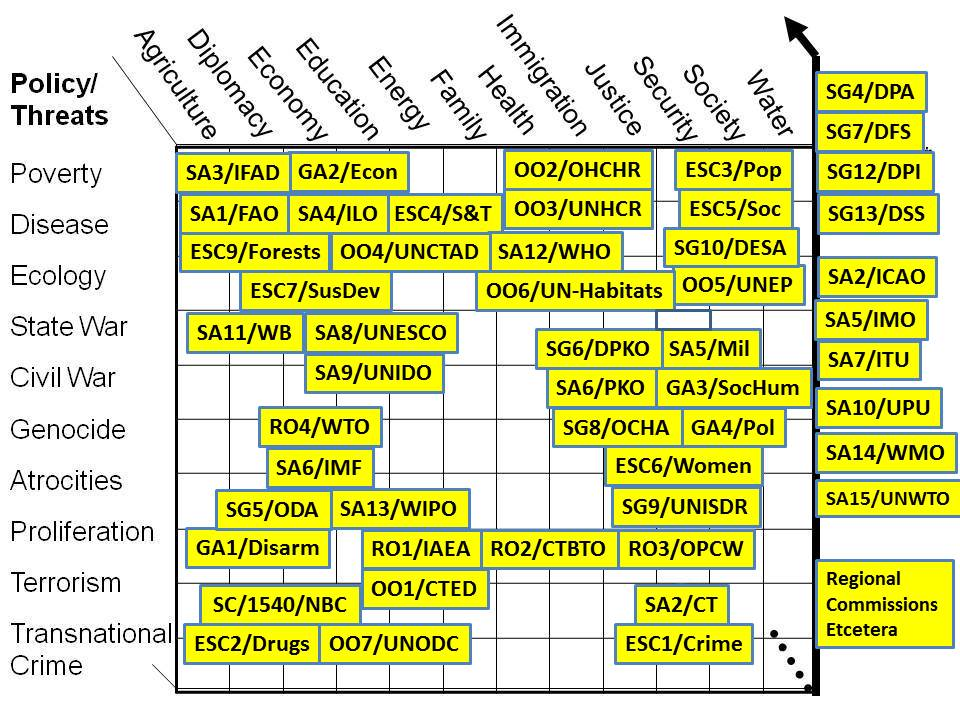 Policy/
Threats
Agriculture
Diplomacy
Economy
Education
Energy
Family
Health
Immigration
Justice
Security
Society
Water
Poverty
Disease
Ecology
State War
Civil War
Genocide
Atrocities
Proliferation
Terrorism
Transnational
Crime
SA3/IFAD
GA2/Econ
OO2/OHCHR
ESC3/Pop
SA1/FAO
SA4/ILO
ESC4/S&T
OO3/UNHCR
ESC5/Soc
ESC9/Forests
OO4/UNCTAD
SA12/WHO
SG10/DESA
ESC7/SusDev
OO6/UN-Habitats
OO5/UNEP
SA11/WB
SA8/UNESCO
SG6/DPKO
SA5/Mil
SA9/UNIDO
SA6/PKO
GA3/SocHum
RO4/WTO
SG8/OCHA
GA4/Pol
SA6/IMF
ESC6/Women
SG5/ODA
SA13/WIPO
SG9/UNISDR
GA1/Disarm
RO1/IAEA
RO2/CTBTO
RO3/OPCW
OO1/CTED
SC/1540/NBC
SA2/CT
ESC2/Drugs
OO7/UNODC
ESC1/Crime
SG4/DPA
SG7/DFS
SG12/DPI
SG13/DSS
SA2/ICAO
SA5/IMO
SA7/ITU
SA10/UPU
SA14/WMO
SA15/UNWTO
Regional
Commissions
Etcetera